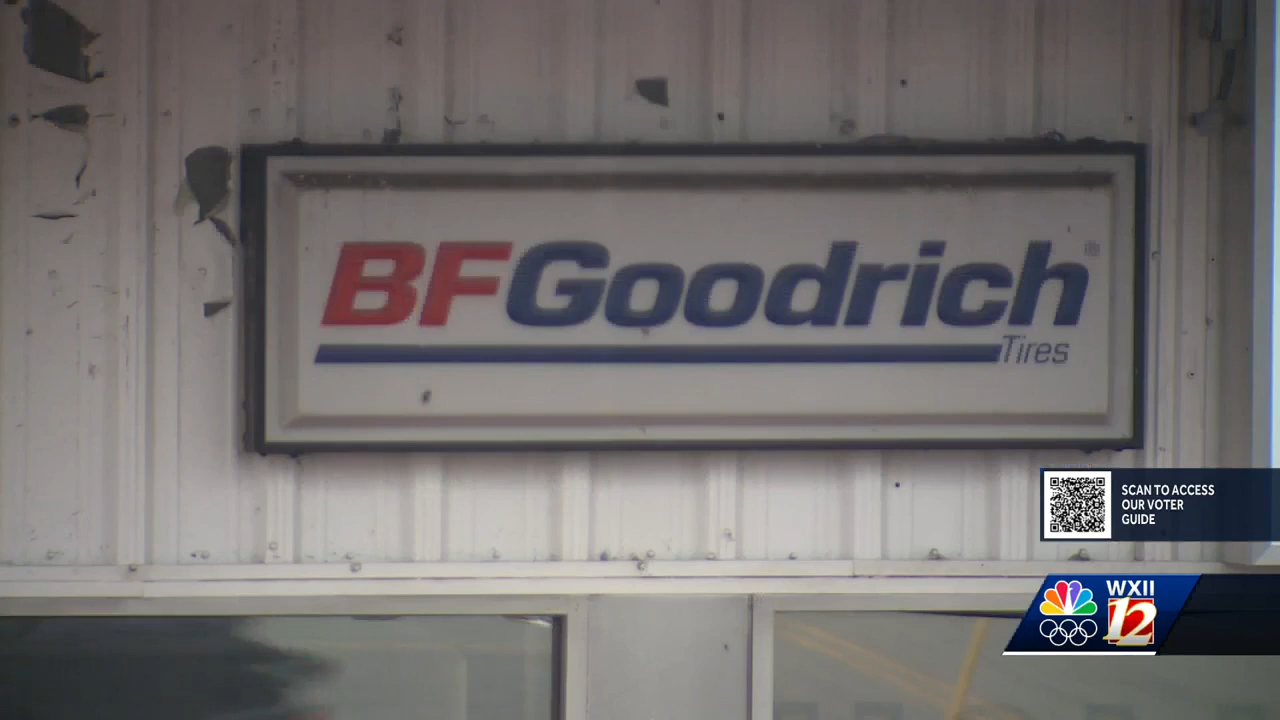 BFGoodrich®
Tires
SCAN TO ACCESS
OUR VOTER
GUIDE
WXII
12